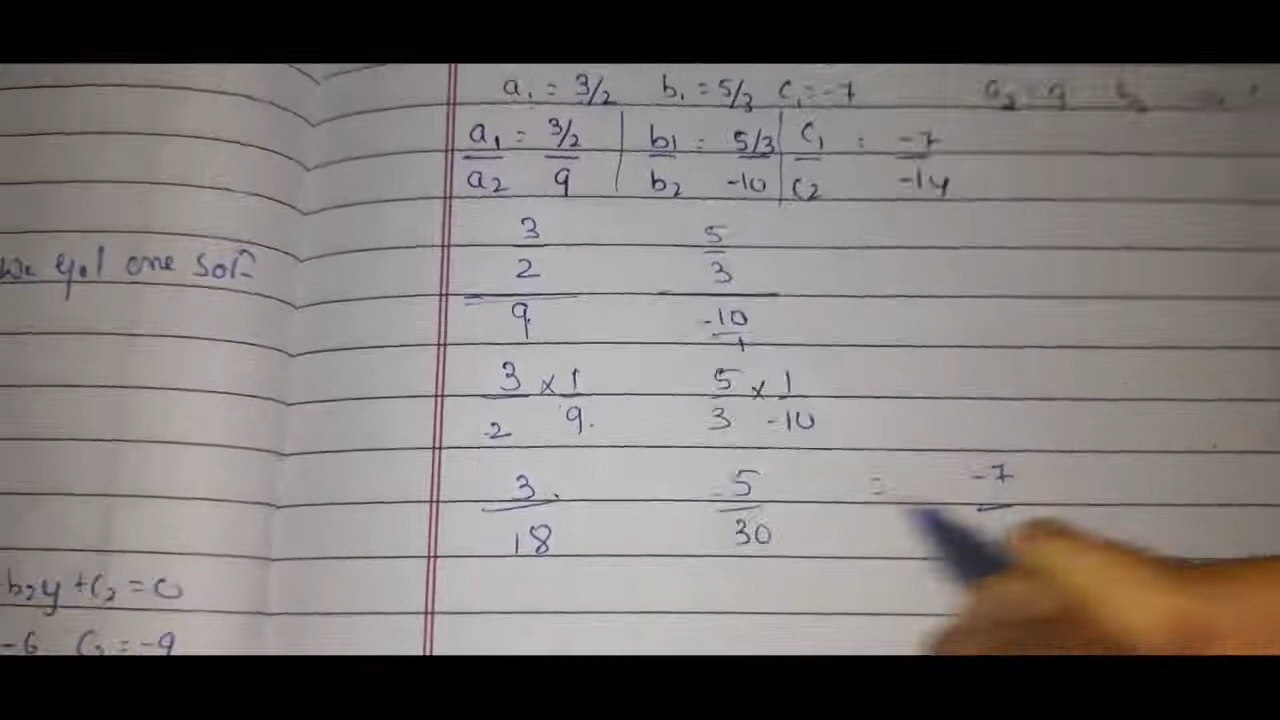 a₁ = 3/2 b₁ = 5/3 c₁ = -7
a₁ = 3/2 | b₁ = 5/3 | c₁ = -7
a₂ 9 | b₂ -10 | c₂ -14
3 5
we get one solⁿ
2 3
9 -10
1
3 × 1 5 × 1
2 9. 3 -10
3. 5 = -7
18 30
b₂y + c₂ = 0
-6 c₂ = -9